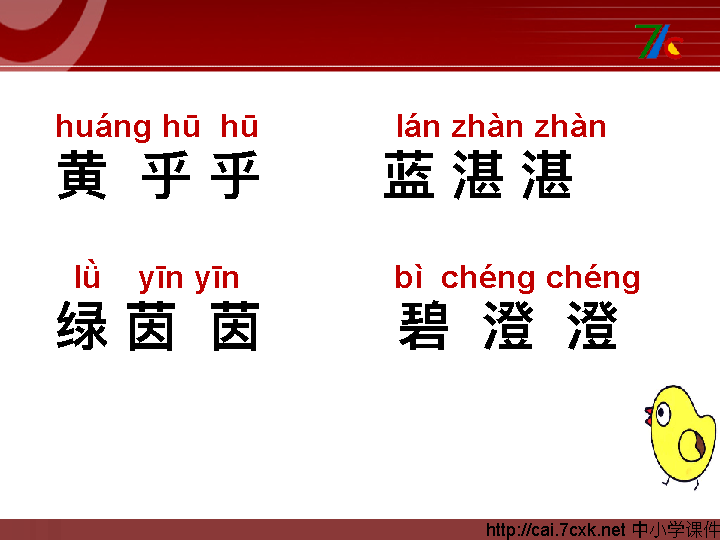 huáng hū hū lán zhàn zhàn
黄 乎 乎 蓝 湛 湛
lǜ yīn yīn bì chéng chéng
绿 茵 茵 碧 澄 澄
http://cai.7cxk.net 中小学课件